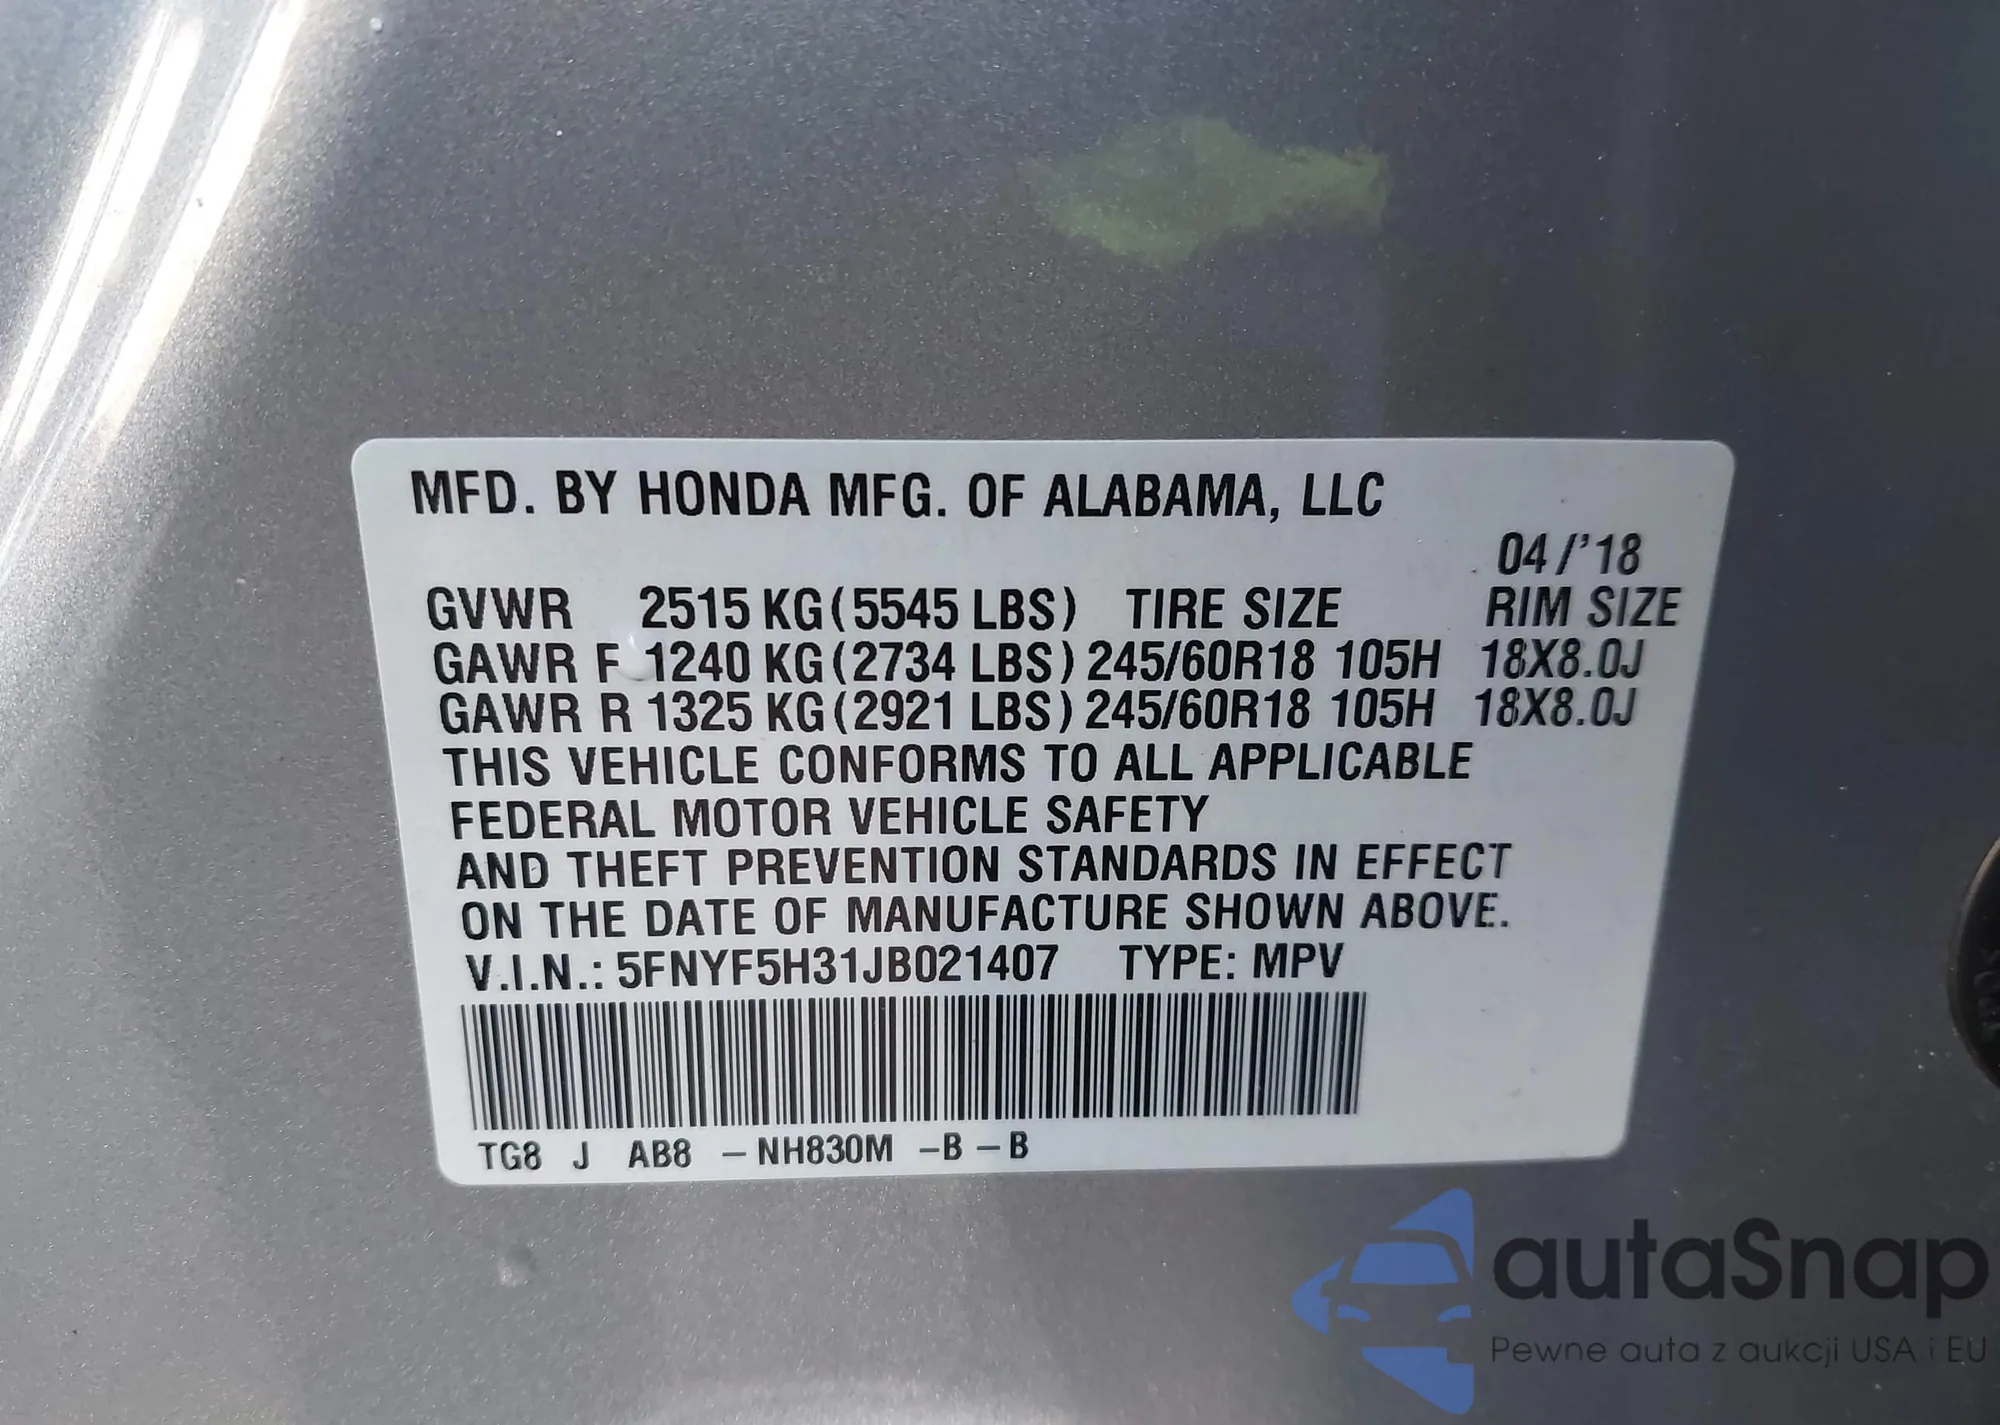 MFD. BY HONDA MFG. OF ALABAMA, LLC
04/'18
GVWR 2515 KG(5545 LBS) TIRE SIZE RIM SIZE
GAWR F 1240 KG(2734 LBS) 245/60R18 105H 18X8.0J
GAWR R 1325 KG(2921 LBS) 245/60R18 105H 18X8.0J
THIS VEHICLE CONFORMS TO ALL APPLICABLE
FEDERAL MOTOR VEHICLE SAFETY
AND THEFT PREVENTION STANDARDS IN EFFECT
ON THE DATE OF MANUFACTURE SHOWN ABOVE.
V.I.N.: 5FNYF5H31JB021407 TYPE: MPV
TG8 J AB8 –NH830M –B–B
autaSnap
Pewne auta z aukcji USA i EU